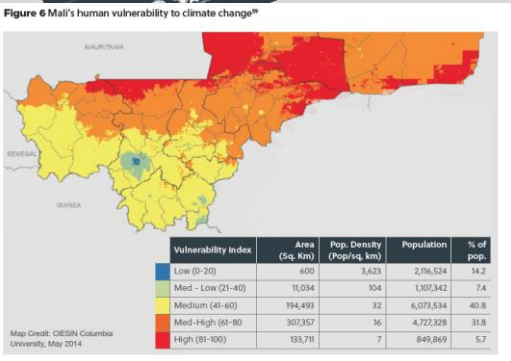 Figure 6 Mali's human vulnerability to climate change⁵⁹
MAURITANIA
SENEGAL
GUINEA
Vulnerability Index Area (Sq. Km) Pop. Density (Pop/sq, km) Population % of pop.
Low (0-20) 600 3,623 2,116,524 14.2
Med - Low (21-40) 11,034 104 1,107,342 7.4
Medium (41-60) 194,493 32 6,073,534 40.8
Med-High (61-80 307,357 16 4,727,328 31.8
High (81-100) 133,711 7 849,869 5.7
Map Credit: CIESIN Columbia
University, May 2014